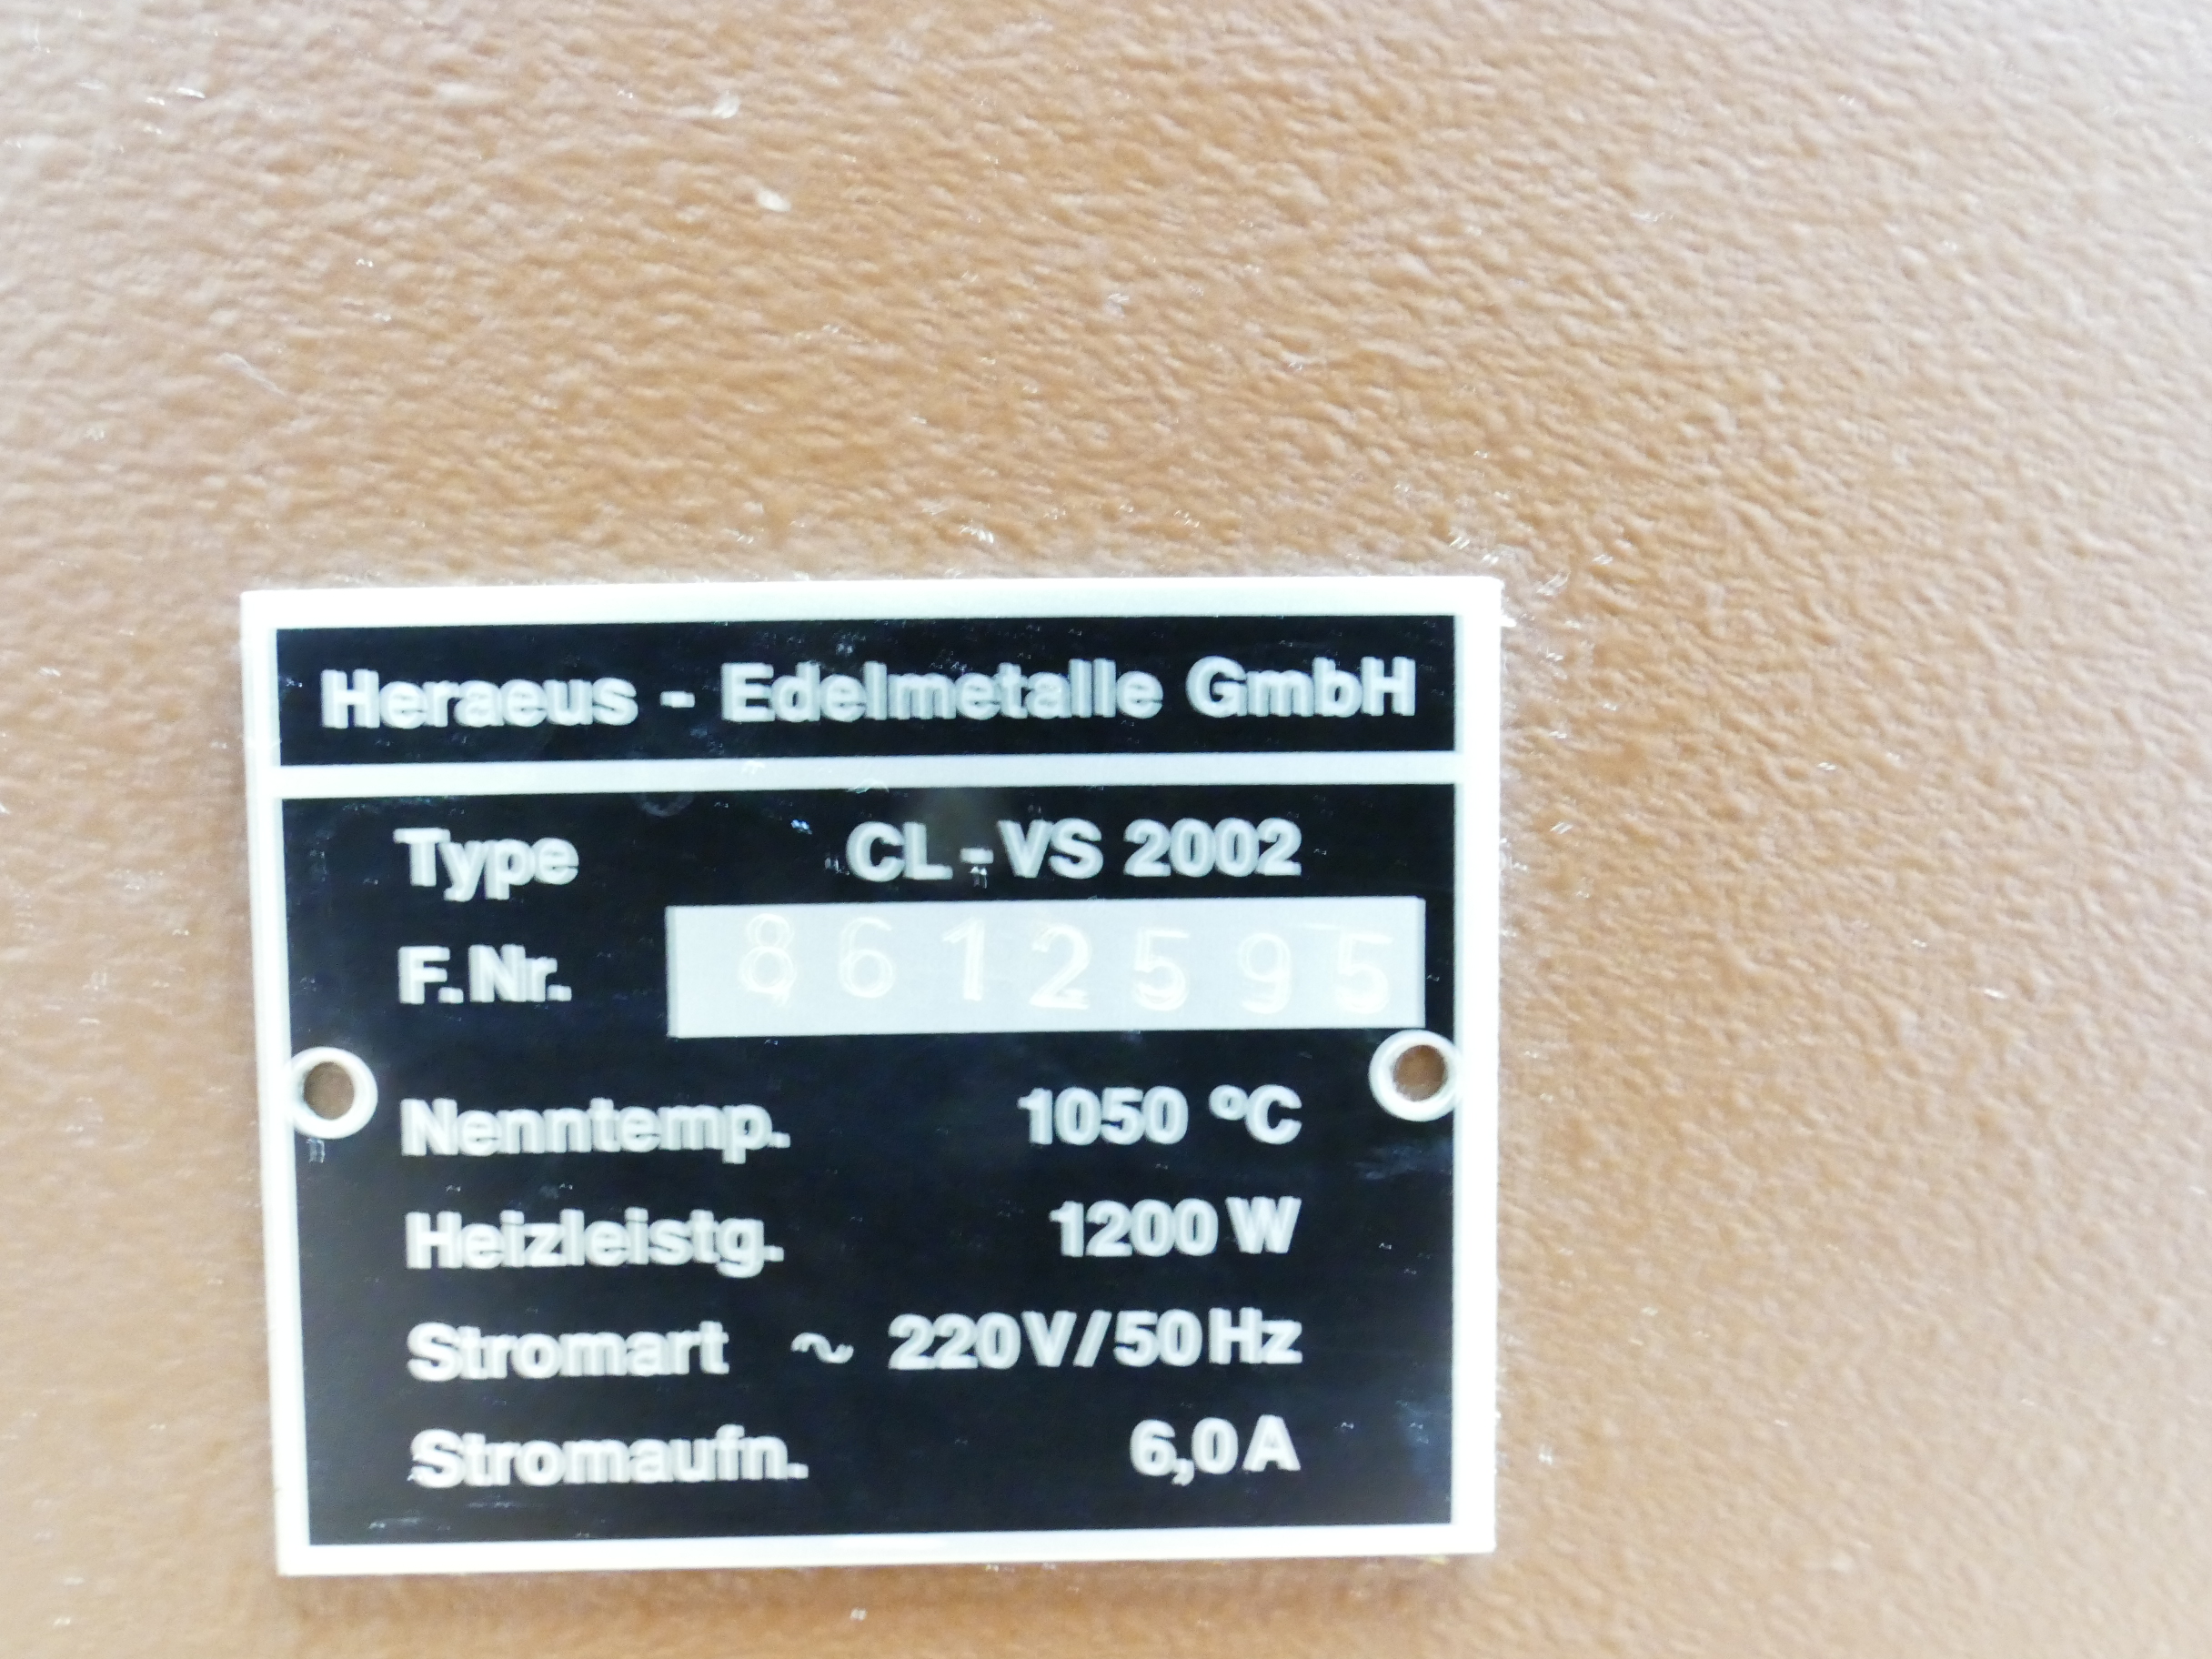 Heraeus - Edelmetalle GmbH
Type CL-VS 2002
F.Nr. 8612595
Nenntemp. 1050 °C
Heizleistg. 1200 W
Stromart ~ 220V/50Hz
Stromaufn. 6,0A